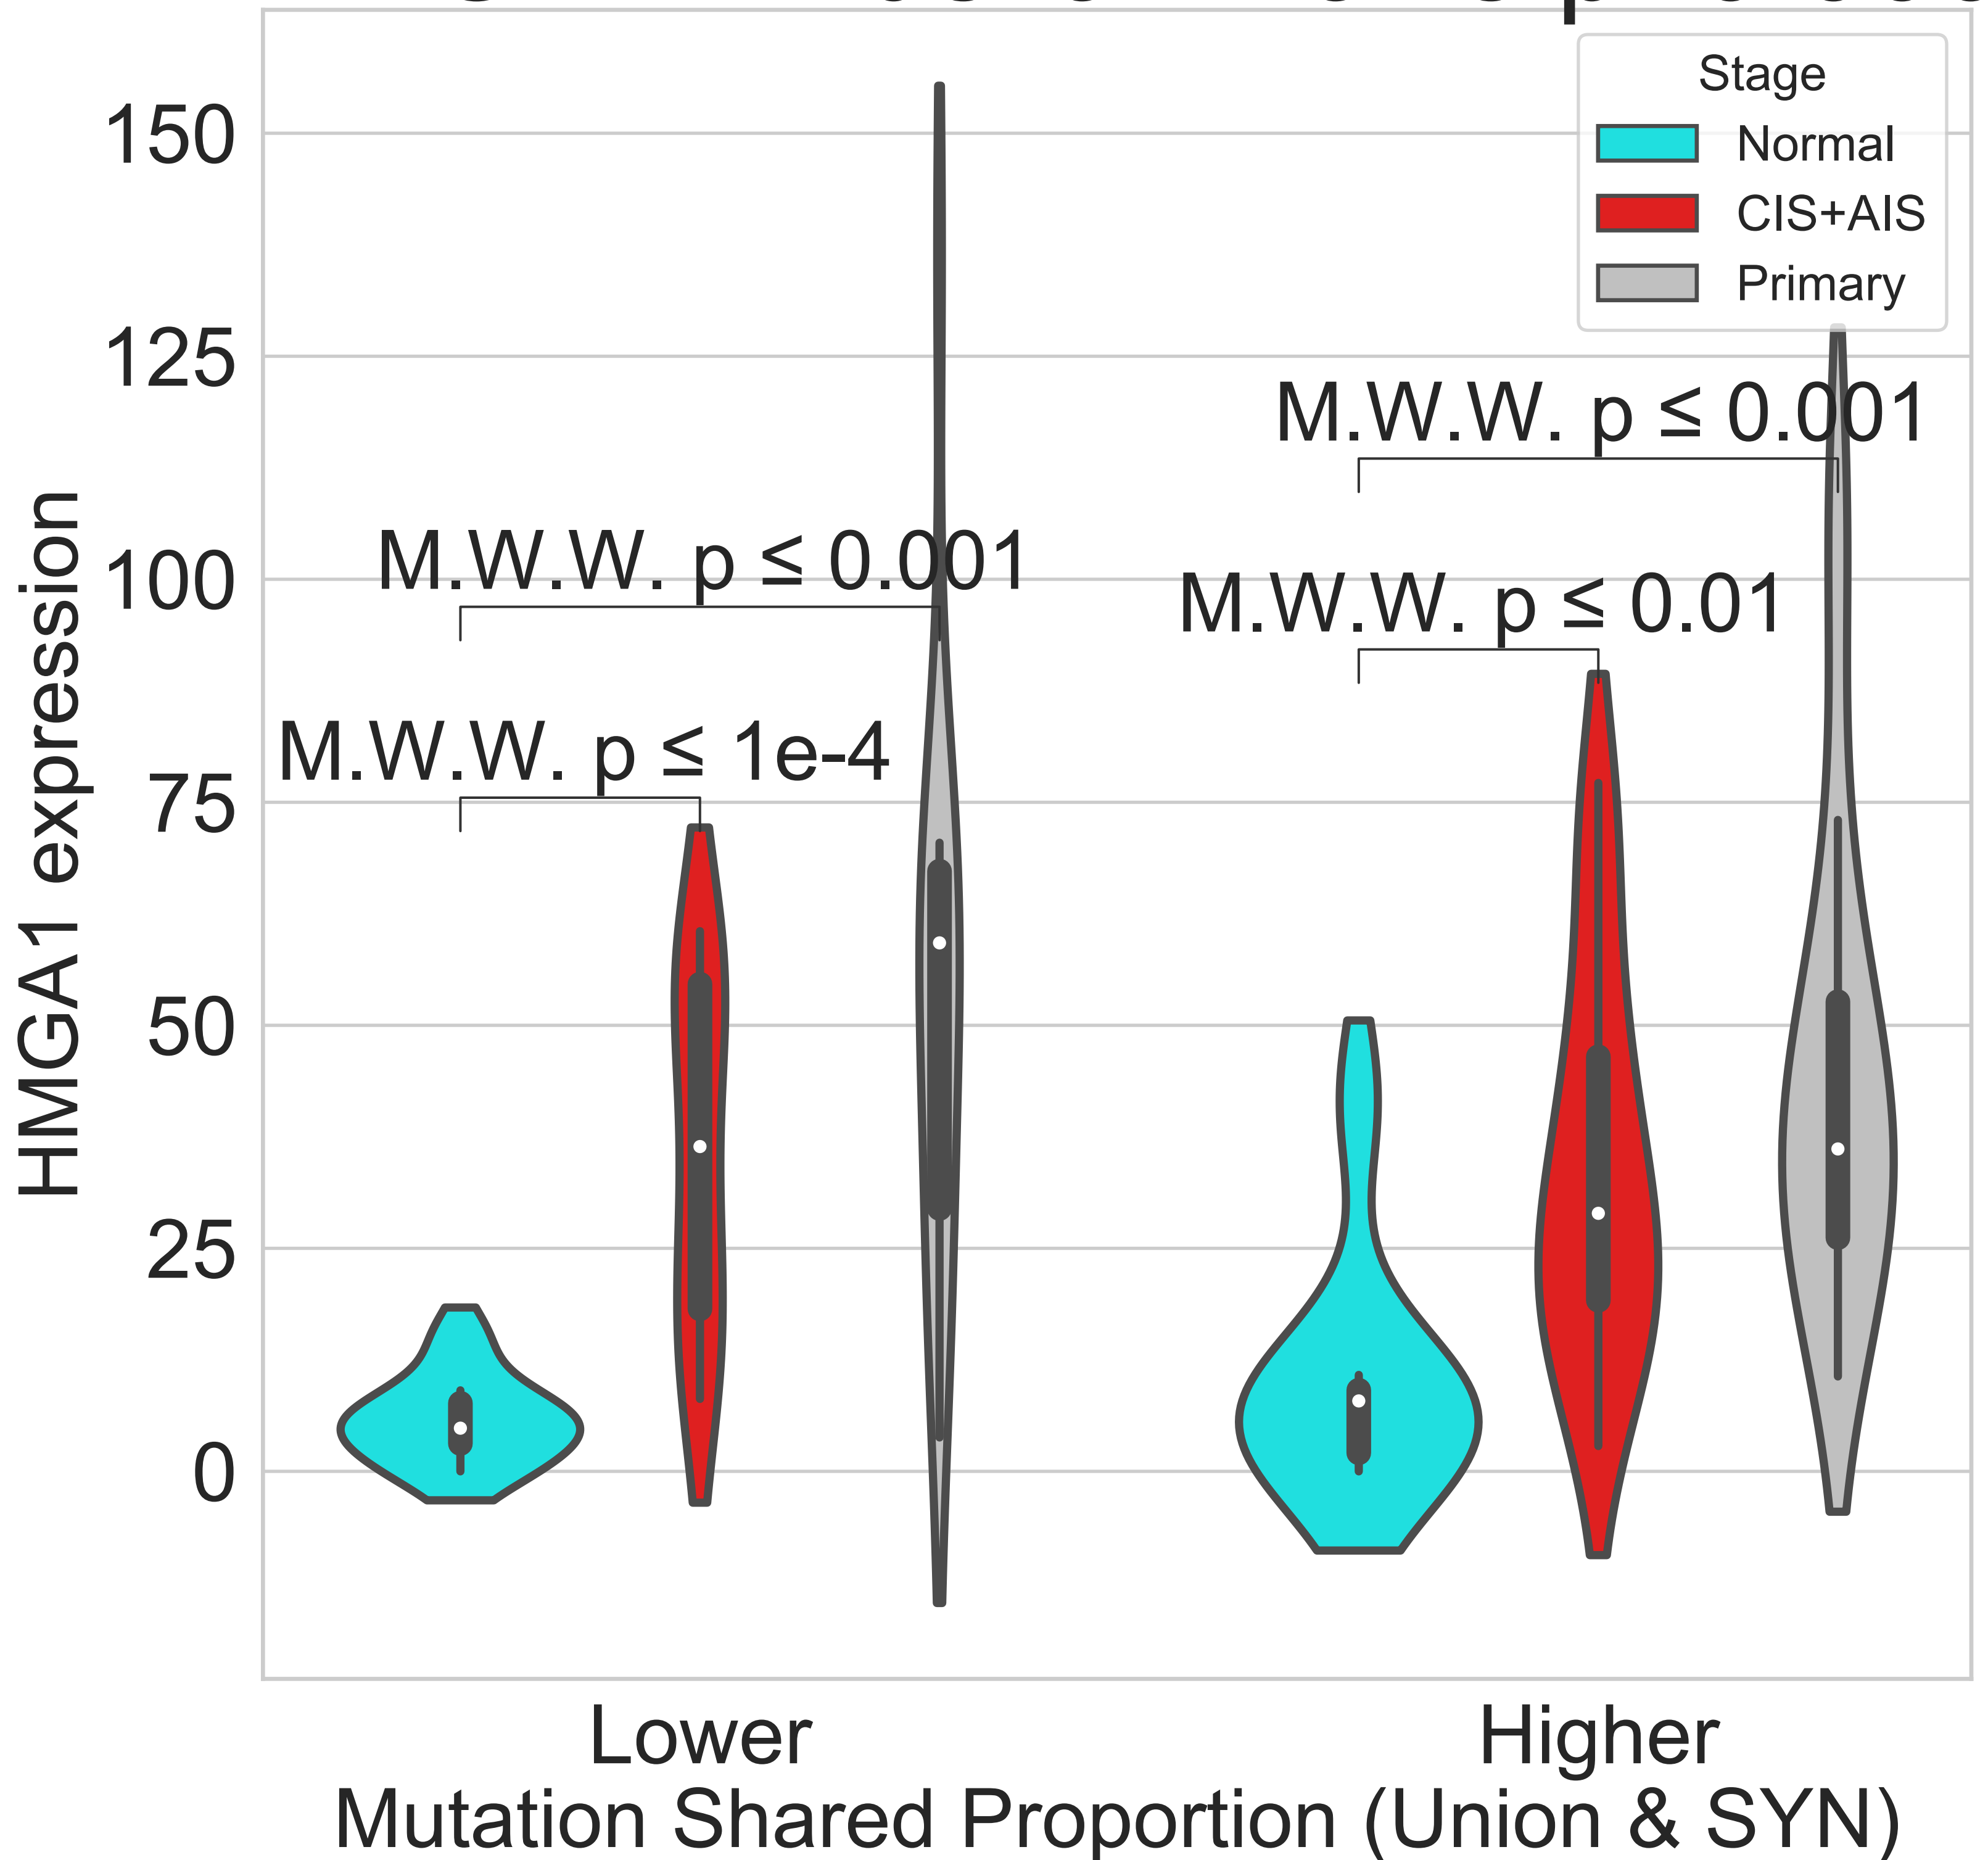 Stage
Normal
CIS+AIS
Primary
150
125
100
75
50
25
0
HMGA1 expression
M.W.W. p ≤ 0.001
M.W.W. p ≤ 0.001
M.W.W. p ≤ 0.01
M.W.W. p ≤ 1e-4
Lower
Higher
Mutation Shared Proportion (Union & SYN)